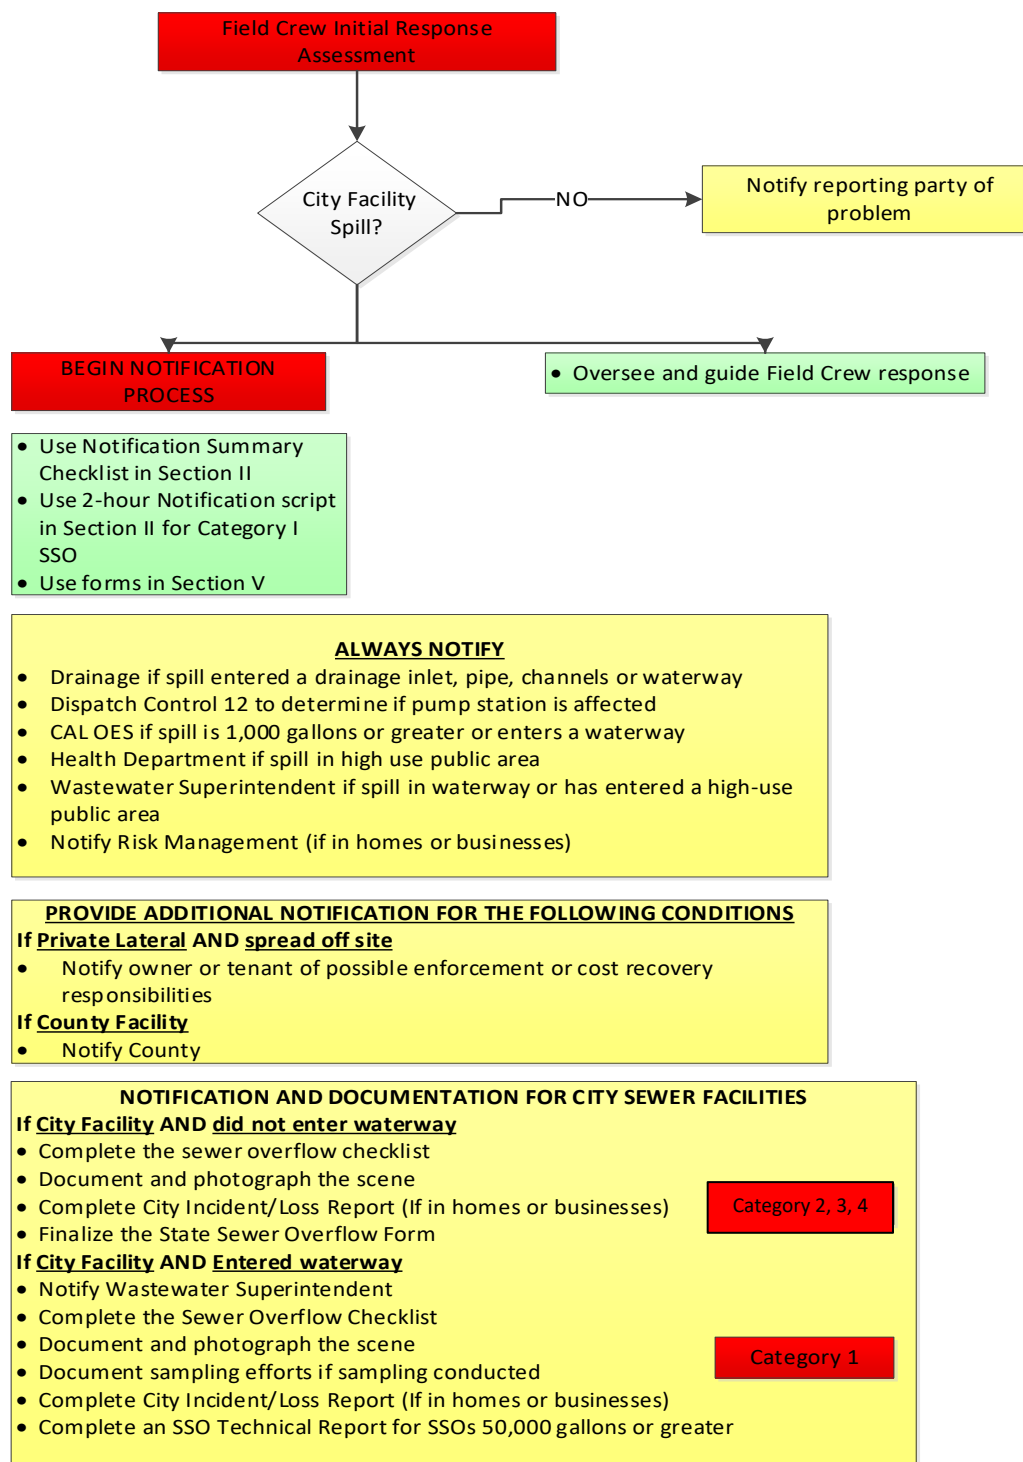 Field Crew Initial Response
Assessment
City Facility
Spill?
NO
Notify reporting party of
problem
BEGIN NOTIFICATION
PROCESS
• Oversee and guide Field Crew response
• Use Notification Summary
Checklist in Section II
• Use 2-hour Notification script
in Section II for Category I
SSO
• Use forms in Section V
ALWAYS NOTIFY
• Drainage if spill entered a drainage inlet, pipe, channels or waterway
• Dispatch Control 12 to determine if pump station is affected
• CAL OES if spill is 1,000 gallons or greater or enters a waterway
• Health Department if spill in high use public area
• Wastewater Superintendent if spill in waterway or has entered a high-use
public area
• Notify Risk Management (if in homes or businesses)
PROVIDE ADDITIONAL NOTIFICATION FOR THE FOLLOWING CONDITIONS
If Private Lateral AND spread off site
• Notify owner or tenant of possible enforcement or cost recovery
responsibilities
If County Facility
• Notify County
NOTIFICATION AND DOCUMENTATION FOR CITY SEWER FACILITIES
If City Facility AND did not enter waterway
• Complete the sewer overflow checklist
• Document and photograph the scene
• Complete City Incident/Loss Report (If in homes or businesses)
Category 2, 3, 4
• Finalize the State Sewer Overflow Form
If City Facility AND Entered waterway
• Notify Wastewater Superintendent
• Complete the Sewer Overflow Checklist
• Document and photograph the scene
Category 1
• Document sampling efforts if sampling conducted
• Complete City Incident/Loss Report (If in homes or businesses)
• Complete an SSO Technical Report for SSOs 50,000 gallons or greater